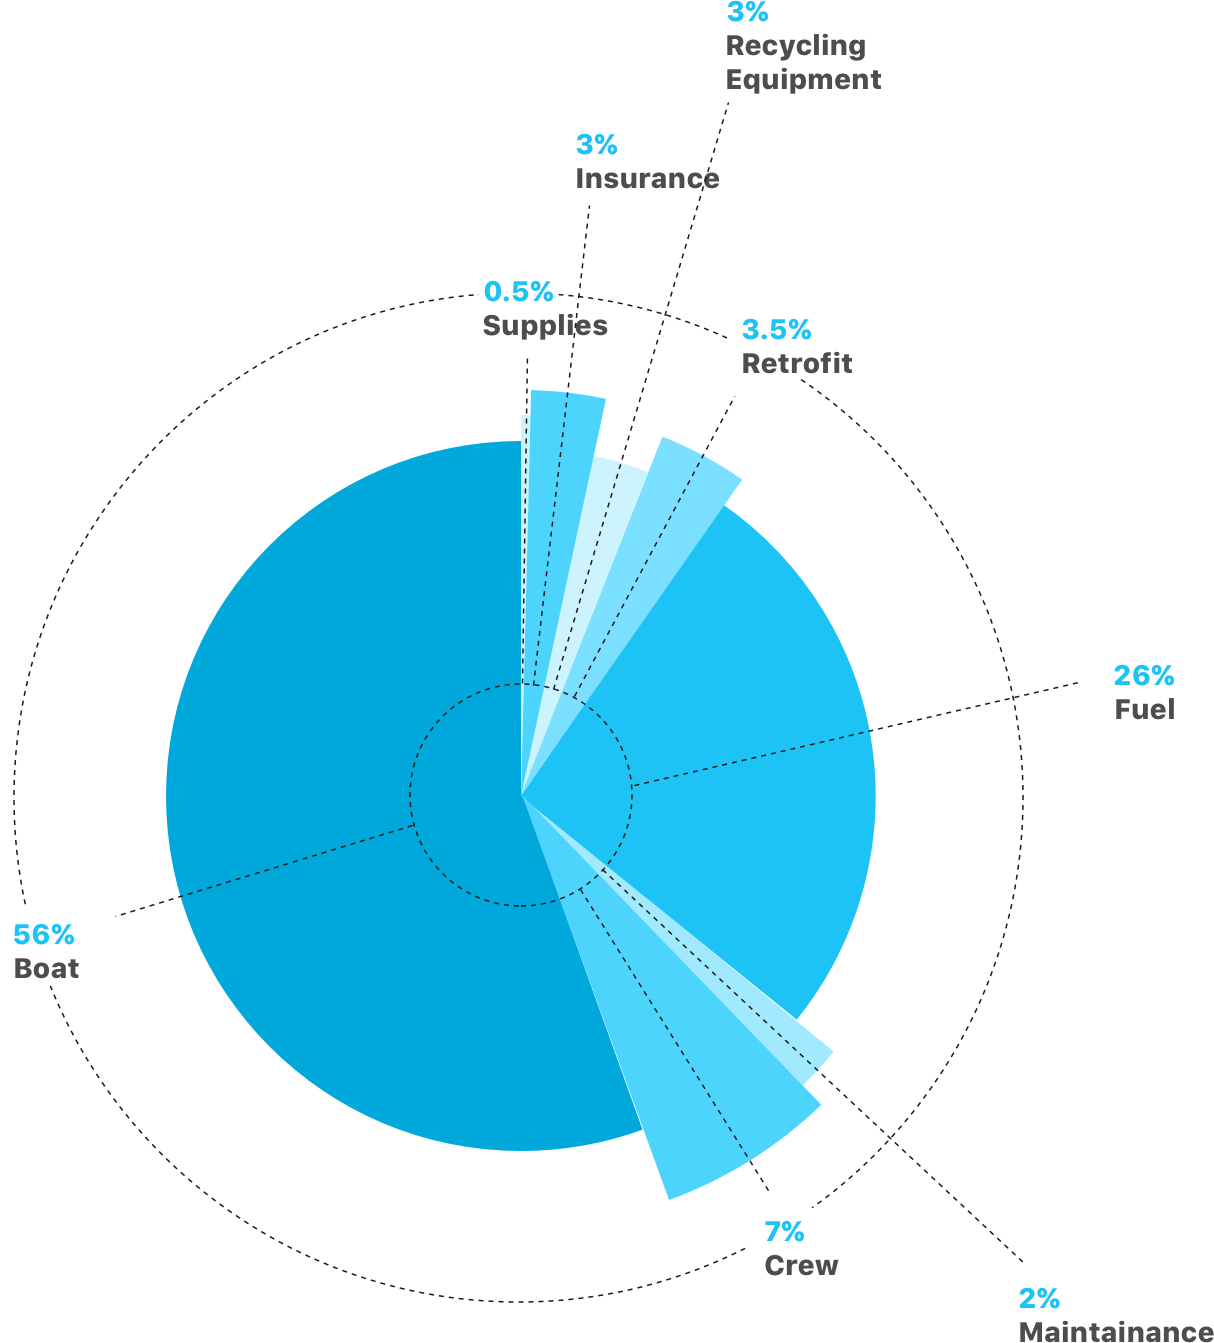 3%
Recycling
Equipment
3%
Insurance
0.5%
Supplies
3.5%
Retrofit
26%
Fuel
56%
Boat
7%
Crew
2%
Maintainance